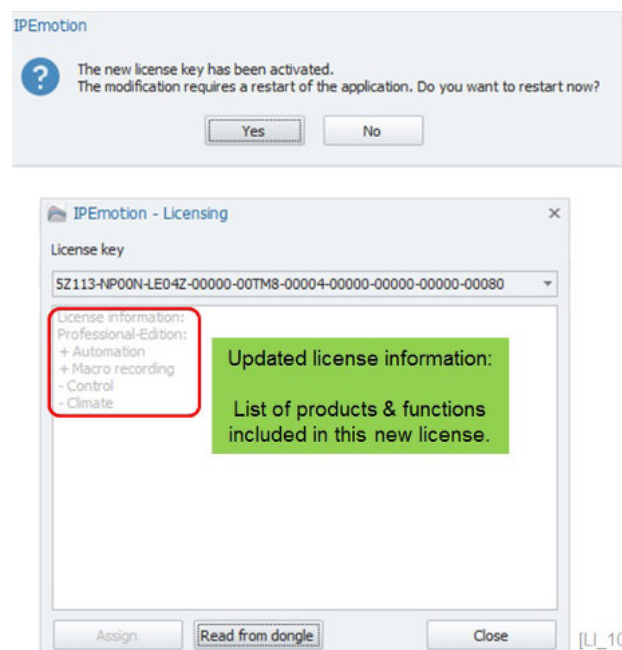 IPEmotion
The new license key has been activated.
The modification requires a restart of the application. Do you want to restart now?
Yes No
IPEmotion - Licensing
License key
5Z113-NP00N-LE04Z-00000-00TM8-00004-00000-00000-00000-00080
License information:
Professional-Edition:
+ Automation
+ Macro recording
- Control
- Climate
Updated license information:
List of products & functions
included in this new license.
Assign Read from dongle Close
[LI_10